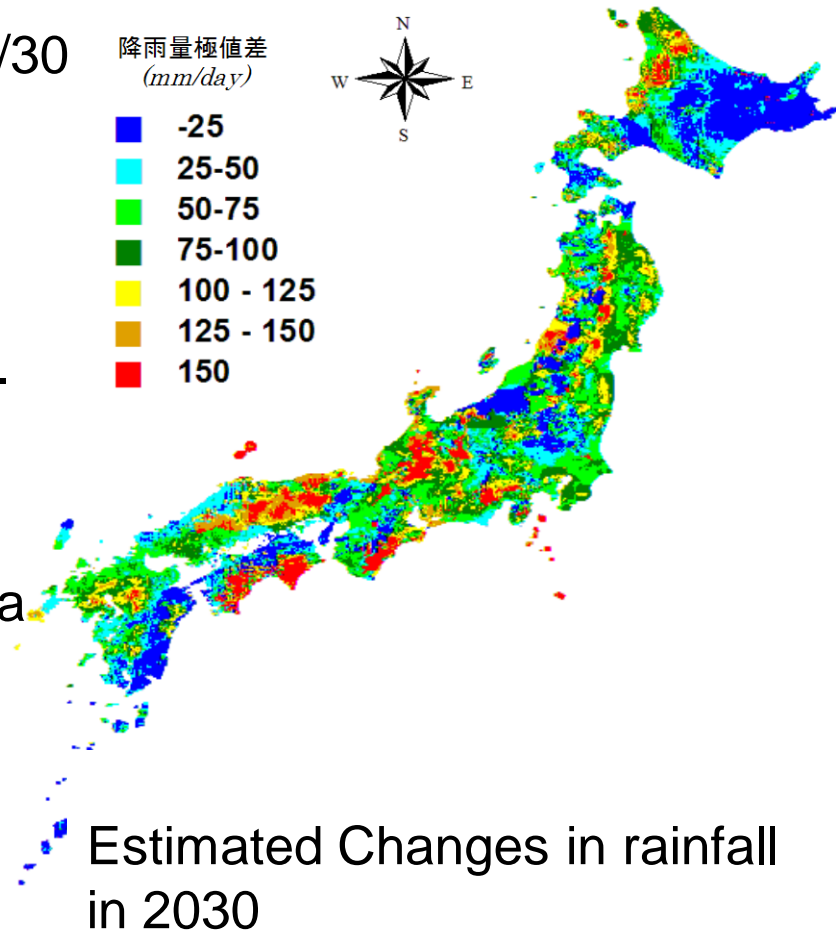 /30
降雨量極値差
(mm/day)
N
W E
S
-25
25-50
50-75
75-100
100 - 125
125 - 150
150
a
Estimated Changes in rainfall
in 2030